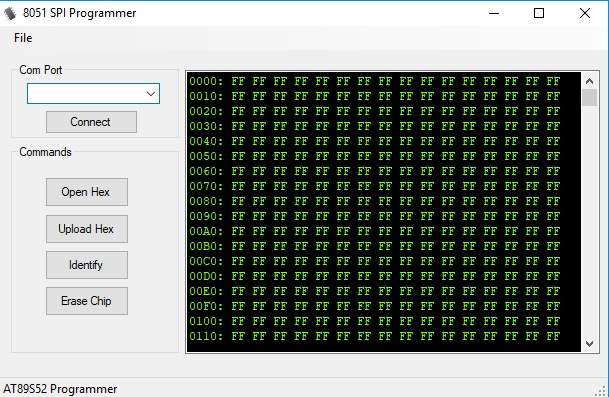 8051 SPI Programmer
File
Com Port
Connect
Commands
Open Hex
Upload Hex
Identify
Erase Chip
0000: FF FF FF FF FF FF FF FF FF FF FF FF FF FF FF FF
0010: FF FF FF FF FF FF FF FF FF FF FF FF FF FF FF FF
0020: FF FF FF FF FF FF FF FF FF FF FF FF FF FF FF FF
0030: FF FF FF FF FF FF FF FF FF FF FF FF FF FF FF FF
0040: FF FF FF FF FF FF FF FF FF FF FF FF FF FF FF FF
0050: FF FF FF FF FF FF FF FF FF FF FF FF FF FF FF FF
0060: FF FF FF FF FF FF FF FF FF FF FF FF FF FF FF FF
0070: FF FF FF FF FF FF FF FF FF FF FF FF FF FF FF FF
0080: FF FF FF FF FF FF FF FF FF FF FF FF FF FF FF FF
0090: FF FF FF FF FF FF FF FF FF FF FF FF FF FF FF FF
00A0: FF FF FF FF FF FF FF FF FF FF FF FF FF FF FF FF
00B0: FF FF FF FF FF FF FF FF FF FF FF FF FF FF FF FF
00C0: FF FF FF FF FF FF FF FF FF FF FF FF FF FF FF FF
00D0: FF FF FF FF FF FF FF FF FF FF FF FF FF FF FF FF
00E0: FF FF FF FF FF FF FF FF FF FF FF FF FF FF FF FF
00F0: FF FF FF FF FF FF FF FF FF FF FF FF FF FF FF FF
0100: FF FF FF FF FF FF FF FF FF FF FF FF FF FF FF FF
0110: FF FF FF FF FF FF FF FF FF FF FF FF FF FF FF FF
AT89S52 Programmer